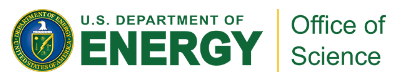 U.S. DEPARTMENT OF
ENERGY
Office of
Science